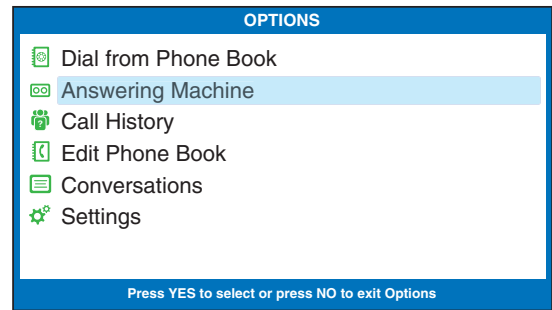 OPTIONS
Dial from Phone Book
Answering Machine
Call History
Edit Phone Book
Conversations
Settings
Press YES to select or press NO to exit Options